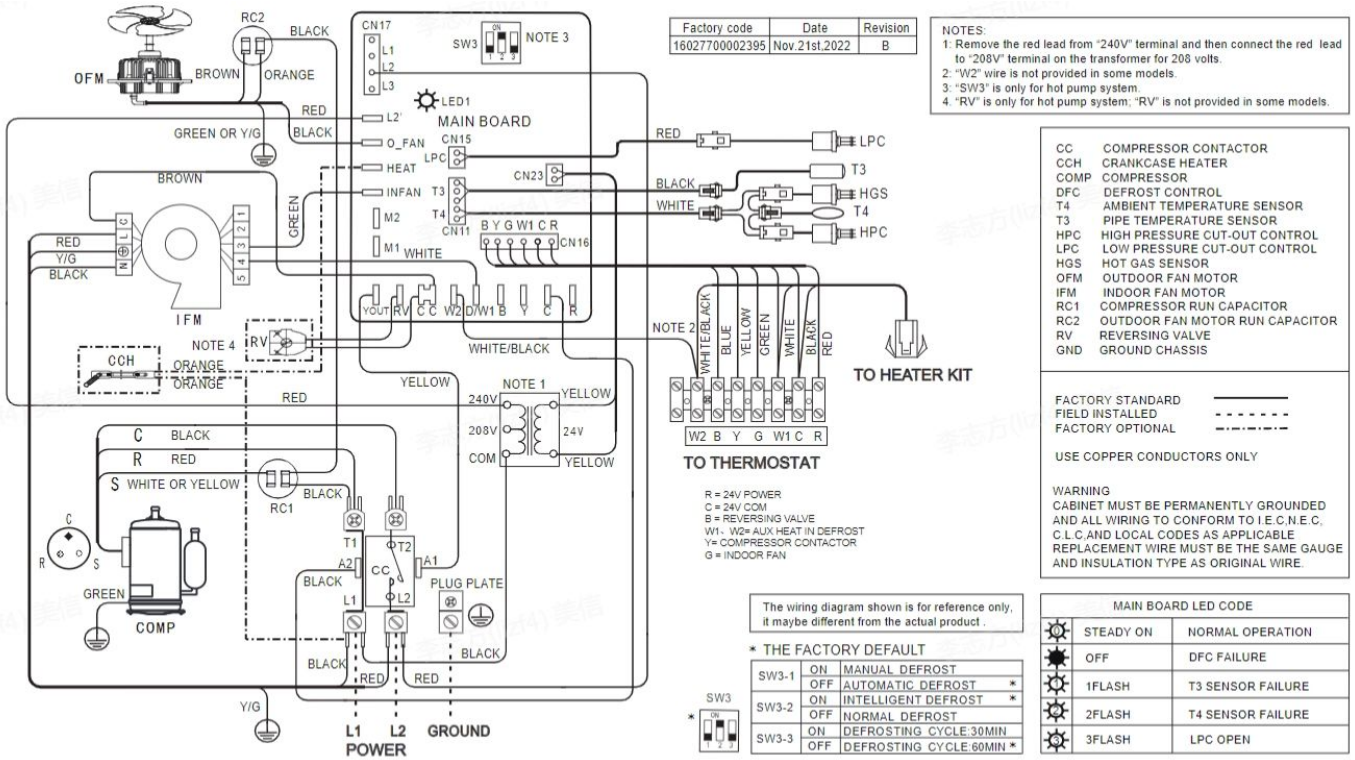 RC2
BLACK
OFM
BROWN
ORANGE
GREEN OR Y/G
RED
BLACK
CN17
L1
L2
L3
SW3
ON
1 2 3
NOTE 3
LED1
MAIN BOARD
L2'
O_FAN
HEAT
INFAN
M2
M1
CN15
LPC
CN23
T3
T4
CN11
B Y G W1 C R
CN16
WHITE
YOUT RV C C W2 D/W1 B Y C R
Factory code Date Revision
16027700002395 Nov.21st,2022 B
NOTES:
1: Remove the red lead from "240V" terminal and then connect the red lead
to "208V" terminal on the transformer for 208 volts.
2: "W2" wire is not provided in some models.
3: "SW3" is only for hot pump system.
4. "RV" is only for hot pump system; "RV" is not provided in some models.
RED
LPC
BLACK
T3
WHITE
HGS
T4
HPC
BROWN
GREEN
C
L
N
RED
Y/G
BLACK
1
2
3
4
5
IFM
NOTE 4
RV
CCH
ORANGE
ORANGE
WHITE/BLACK
YELLOW
NOTE 2
WHITE/BLACK
BLUE
YELLOW
GREEN
WHITE
BLACK
RED
TO HEATER KIT
W2 B Y G W1 C R
TO THERMOSTAT
R = 24V POWER
C = 24V COM
B = REVERSING VALVE
W1、W2= AUX HEAT IN DEFROST
Y= COMPRESSOR CONTACTOR
G = INDOOR FAN
RED
NOTE 1
240V
208V
COM
24V
YELLOW
YELLOW
C BLACK
R RED
S WHITE OR YELLOW
RC1
BLACK
C
R
S
GREEN
COMP
T1
T2
A2
A1
CC
L1
L2
BLACK
PLUG PLATE
BLACK
BLACK
RED
RED
Y/G
L1 L2 GROUND
POWER
CC COMPRESSOR CONTACTOR
CCH CRANKCASE HEATER
COMP COMPRESSOR
DFC DEFROST CONTROL
T4 AMBIENT TEMPERATURE SENSOR
T3 PIPE TEMPERATURE SENSOR
HPC HIGH PRESSURE CUT-OUT CONTROL
LPC LOW PRESSURE CUT-OUT CONTROL
HGS HOT GAS SENSOR
OFM OUTDOOR FAN MOTOR
IFM INDOOR FAN MOTOR
RC1 COMPRESSOR RUN CAPACITOR
RC2 OUTDOOR FAN MOTOR RUN CAPACITOR
RV REVERSING VALVE
GND GROUND CHASSIS
FACTORY STANDARD
FIELD INSTALLED
FACTORY OPTIONAL
USE COPPER CONDUCTORS ONLY
WARNING
CABINET MUST BE PERMANENTLY GROUNDED
AND ALL WIRING TO CONFORM TO I.E.C,N.E.C,
C.L.C,AND LOCAL CODES AS APPLICABLE
REPLACEMENT WIRE MUST BE THE SAME GAUGE
AND INSULATION TYPE AS ORIGINAL WIRE.
The wiring diagram shown is for reference only,
it maybe different from the actual product .
* THE FACTORY DEFAULT
SW3-1 ON MANUAL DEFROST
OFF AUTOMATIC DEFROST *
SW3-2 ON INTELLIGENT DEFROST *
OFF NORMAL DEFROST
SW3-3 ON DEFROSTING CYCLE:30MIN
OFF DEFROSTING CYCLE:60MIN *
SW3
*
ON
1 2 3
MAIN BOARD LED CODE
STEADY ON NORMAL OPERATION
OFF DFC FAILURE
1 1FLASH T3 SENSOR FAILURE
2 2FLASH T4 SENSOR FAILURE
3 3FLASH LPC OPEN